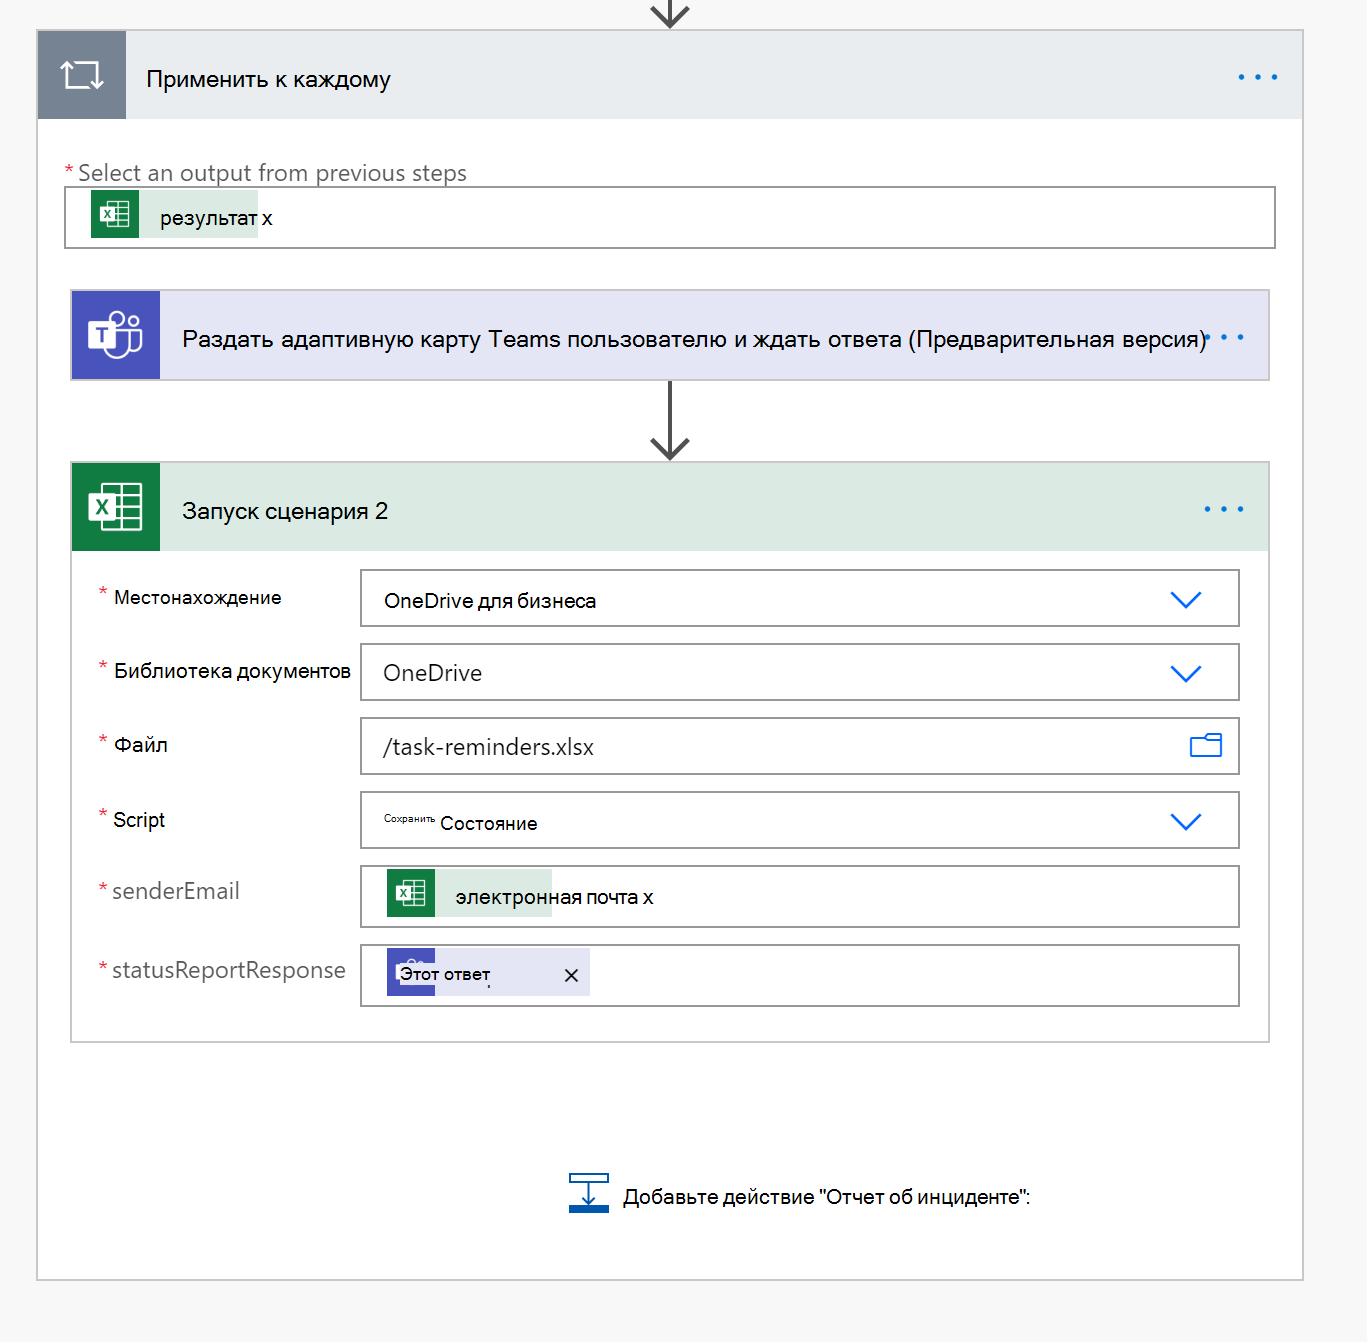 Применить к каждому
* Select an output from previous steps
результат x
Раздать адаптивную карту Teams пользователю и ждать ответа (Предварительная версия)
Запуск сценария 2
* Местонахождение
OneDrive для бизнеса
* Библиотека документов
OneDrive
* Файл
/task-reminders.xlsx
* Script
Сохранить Состояние
* senderEmail
электронная почта x
* statusReportResponse
Этот ответ ×
Добавьте действие "Отчет об инциденте":